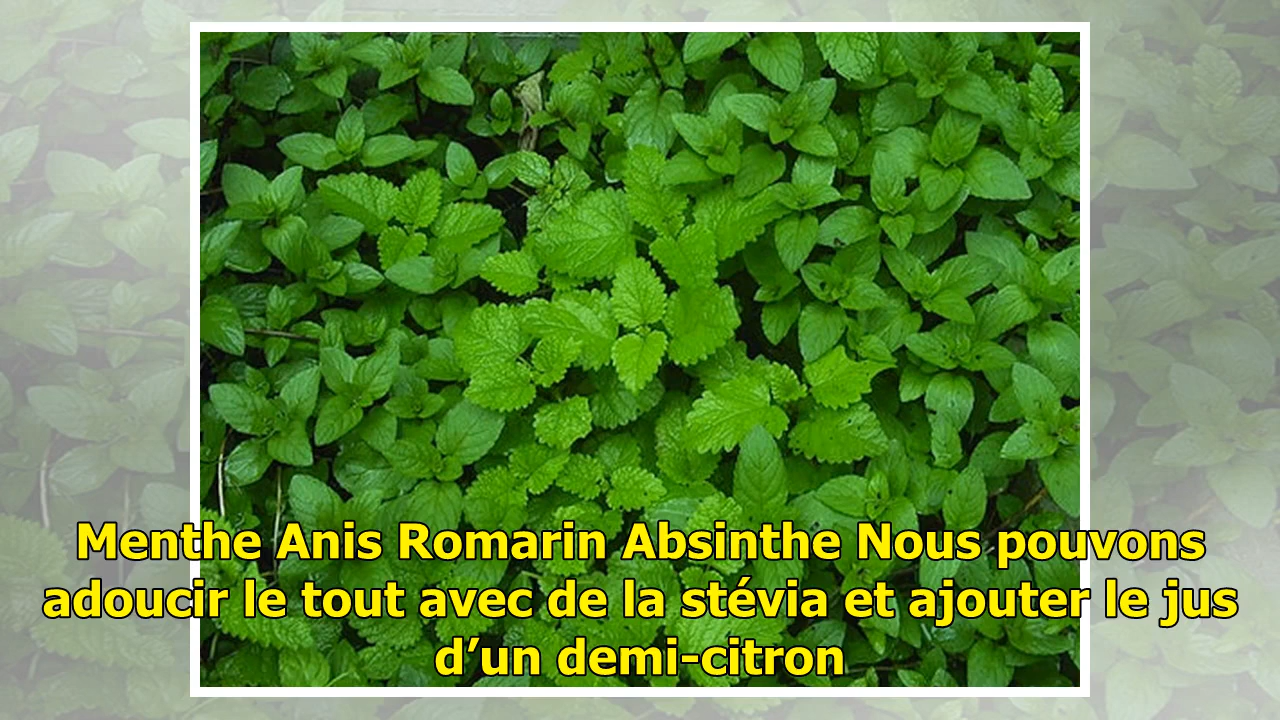 Menthe Anis Romarin Absinthe Nous pouvons
adoucir le tout avec de la stévia et ajouter le jus
d’un demi-citron